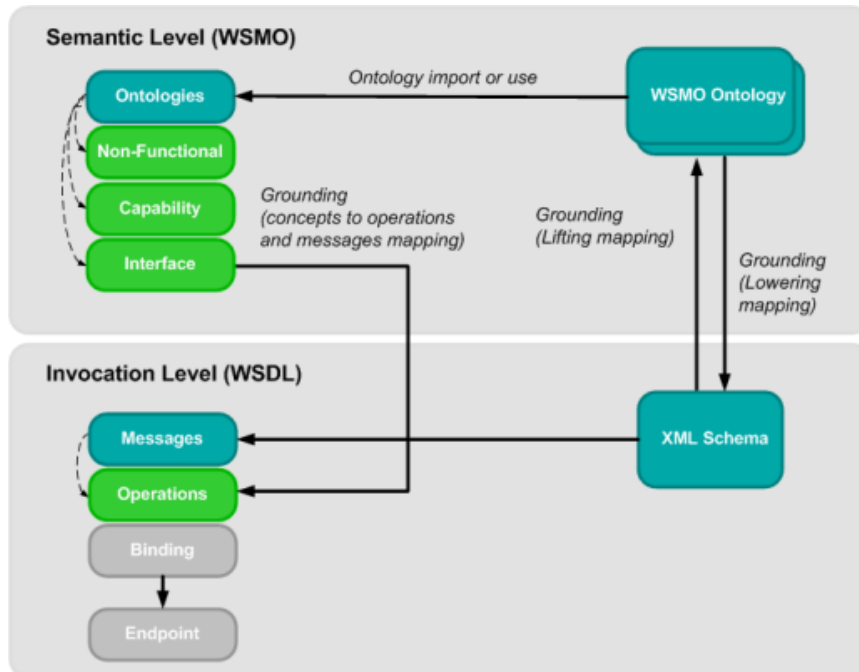 Semantic Level (WSMO)
Ontology import or use
Ontologies
WSMO Ontology
Non-Functional
Capability
Interface
Grounding
(concepts to operations
and messages mapping)
Grounding
(Lifting mapping)
Grounding
(Lowering
mapping)
Invocation Level (WSDL)
Messages
XML Schema
Operations
Binding
Endpoint